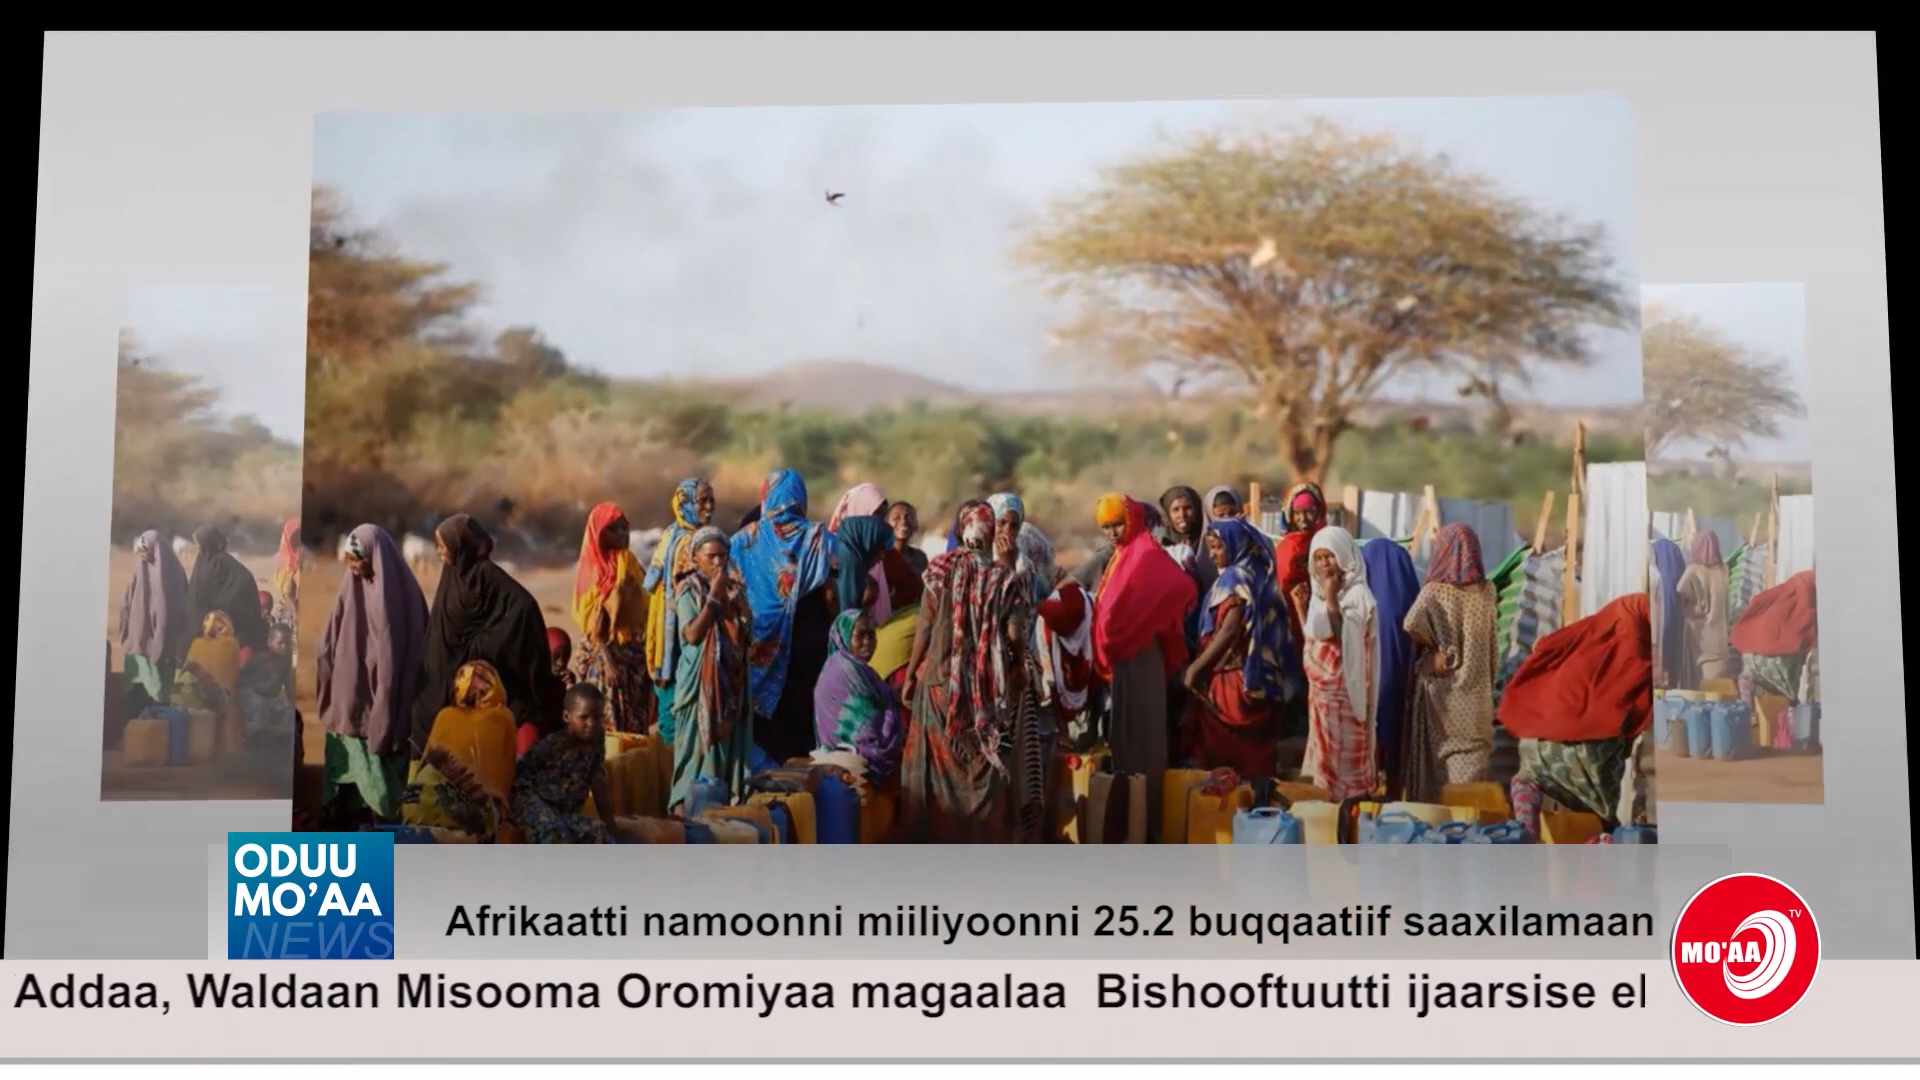 ODUU
MO'AA
NEWS
Afrikaatti namoonni miiliyoonni 25.2 buqqaatiif saaxilamaan
MO'AA TV
Addaa, Waldaan Misooma Oromiyaa magaalaa Bishooftuutti ijaarsise